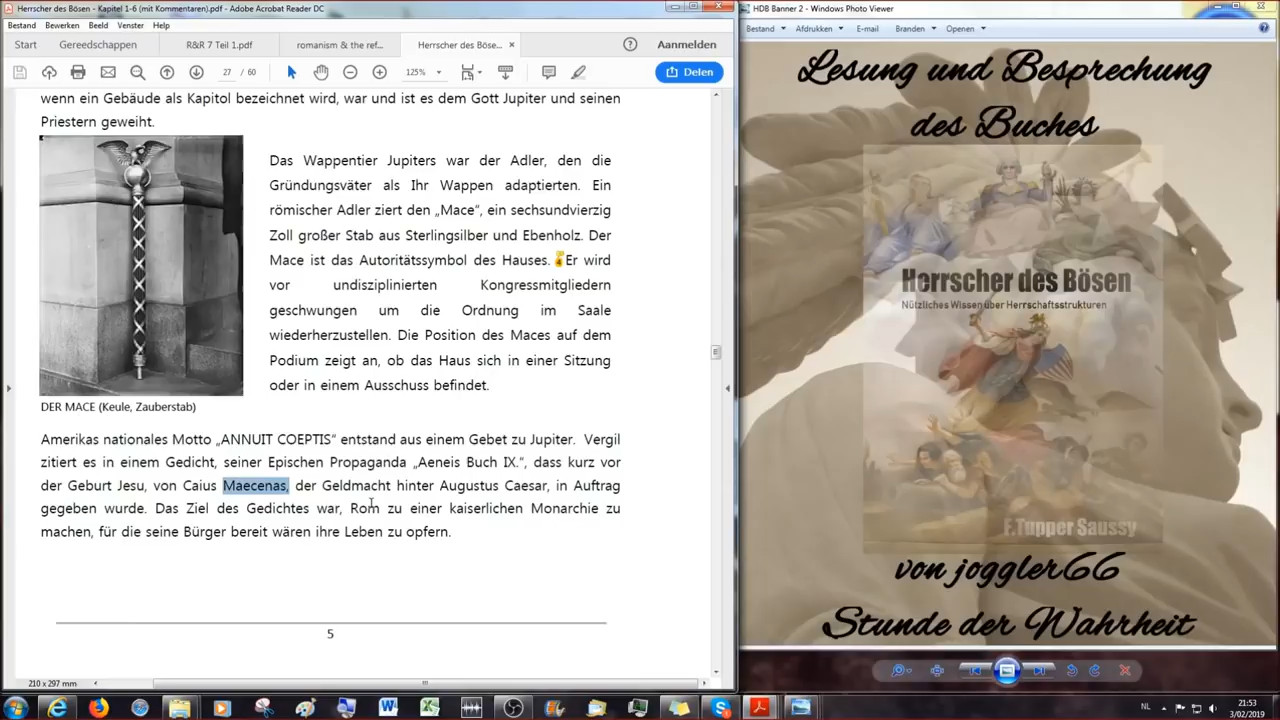 Herrscher des Bösen - Kapitel 1-6 (mit Kommentaren).pdf - Adobe Acrobat Reader DC
Bestand Bewerken Beeld Venster Help
Start Gereedschappen R&R 7 Teil 1.pdf romanism & the ref... Herrscher des Böse... × Aanmelden
27 / 60 125% Delen
wenn ein Gebäude als Kapitol bezeichnet wird, war und ist es dem Gott Jupiter und seinen
Priestern geweiht.
Das Wappentier Jupiters war der Adler, den die
Gründungsväter als Ihr Wappen adaptierten. Ein
römischer Adler ziert den „Mace“, ein sechsundvierzig
Zoll großer Stab aus Sterlingsilber und Ebenholz. Der
Mace ist das Autoritätssymbol des Hauses. 4 Er wird
vor undisziplinierten Kongressmitgliedern
geschwungen um die Ordnung im Saale
wiederherzustellen. Die Position des Maces auf dem
Podium zeigt an, ob das Haus sich in einer Sitzung
oder in einem Ausschuss befindet.
DER MACE (Keule, Zauberstab)
Amerikas nationales Motto „ANNUIT COEPTIS“ entstand aus einem Gebet zu Jupiter. Vergil
zitiert es in einem Gedicht, seiner Epischen Propaganda „Aeneis Buch IX.“, dass kurz vor
der Geburt Jesu, von Caius Maecenas, der Geldmacht hinter Augustus Caesar, in Auftrag
gegeben wurde. Das Ziel des Gedichtes war, Rom zu einer kaiserlichen Monarchie zu
machen, für die seine Bürger bereit wären ihre Leben zu opfern.
5
210 x 297 mm
HDB Banner 2 - Windows Photo Viewer
Bestand Afdrukken E-mail Branden Openen
Lesung und Besprechung
des Buches
Herrscher des Bösen
Nützliches Wissen über Herrschaftsstrukturen
F.Tupper Saussy
von joggler66
Stunde der Wahrheit
NL 21:53
3/02/2019